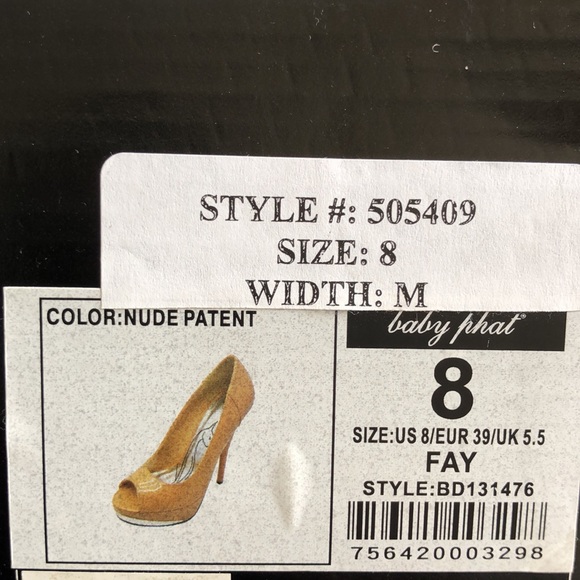 STYLE #: 505409
SIZE: 8
WIDTH: M
COLOR:NUDE PATENT
baby phat
8
SIZE:US 8/EUR 39/UK 5.5
FAY
STYLE:BD131476
756420003298